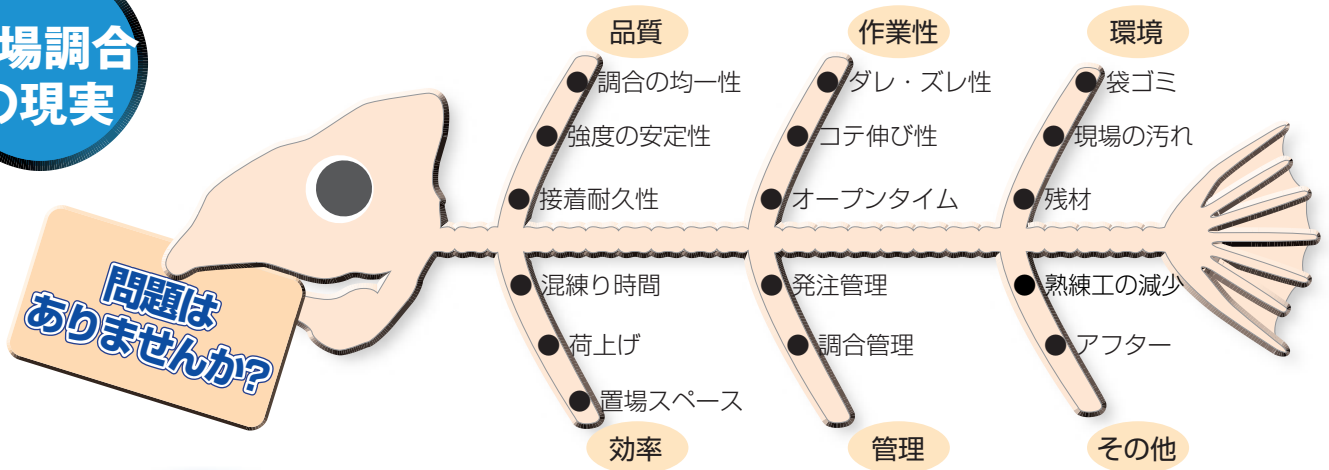 場調合
の現実
問題は
ありませんか?
品質
調合の均一性
強度の安定性
接着耐久性
作業性
ダレ・ズレ性
コテ伸び性
オープンタイム
環境
袋ゴミ
現場の汚れ
残材
混練り時間
荷上げ
置場スペース
効率
発注管理
調合管理
管理
熟練工の減少
アフター
その他